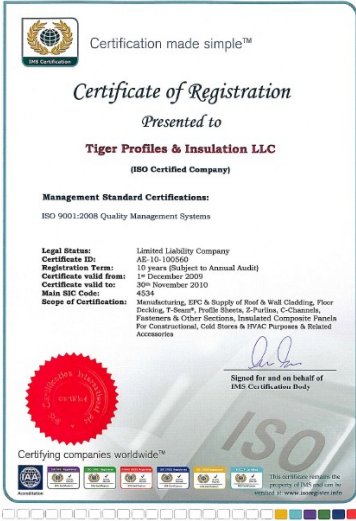 IMS Certification
Certification made simple™
Certificate of Registration
Presented to
Tiger Profiles & Insulation LLC
(ISO Certified Company)
Management Standard Certifications:
ISO 9001:2008 Quality Management Systems
Legal Status: Limited Liability Company
Certificate ID: AE-10-100560
Registration Term: 10 years (Subject to Annual Audit)
Certificate valid from: 1st December 2009
Certificate valid to: 30th November 2010
Main SIC Code: 4534
Scope of Certification: Manufacturing, EPC & Supply of Roof & Wall Cladding, Floor
Decking, T-Seam®, Profile Sheets, Z-Purlins, C-Channels,
Fasteners & Other Sections, Insulated Composite Panels
For Constructional, Cold Stores & HVAC Purposes & Related
Accessories
Signed for and on behalf of
IMS Certification Body
ISO
Certifying companies worldwide™
IAA
Accreditation
This certificate remains the
property of IMS and can be
verified at www.isoregister.info